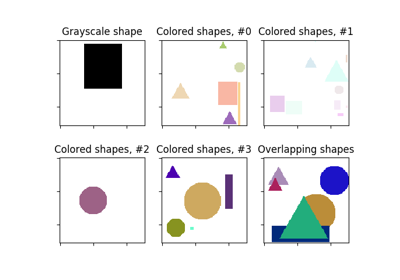 Grayscale shape
Colored shapes, #0
Colored shapes, #1
Colored shapes, #2
Colored shapes, #3
Overlapping shapes